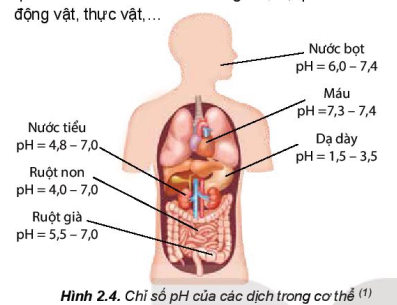 động vật, thực vật,...
Nước bọt
pH = 6,0 – 7,4
Máu
pH =7,3 – 7,4
Dạ dày
pH = 1,5 – 3,5
Nước tiểu
pH = 4,8 – 7,0
Ruột non
pH = 4,0 – 7,0
Ruột già
pH = 5,5 – 7,0
Hình 2.4. Chỉ số pH của các dịch trong cơ thể (1)